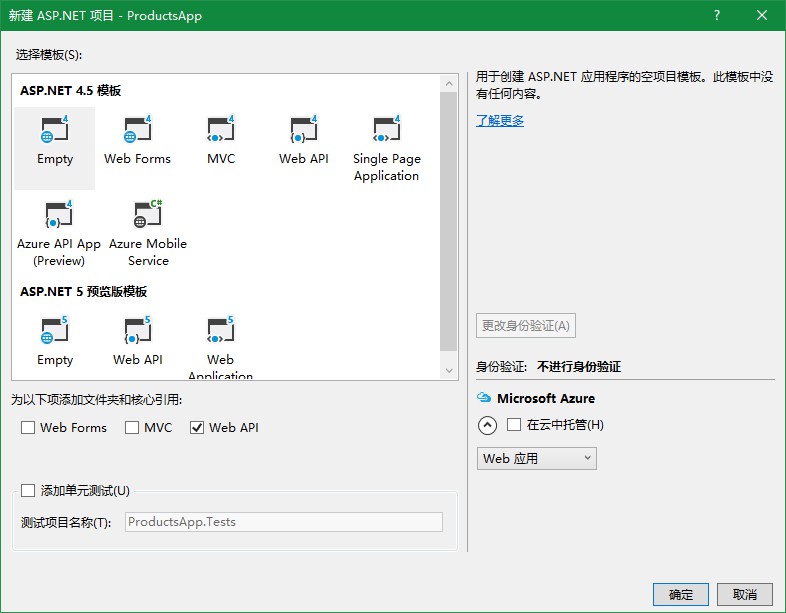 新建 ASP.NET 项目 - ProductsApp
选择模板(S):
ASP.NET 4.5 模板
Empty
Web Forms
MVC
Web API
Single Page
Application
Azure API App
(Preview)
Azure Mobile
Service
ASP.NET 5 预览版模板
Empty
Web API
Web
Application
为以下项添加文件夹和核心引用:
Web Forms MVC Web API
添加单元测试(U)
测试项目名称(T): ProductsApp.Tests
用于创建 ASP.NET 应用程序的空项目模板。此模板中没
有任何内容。
了解更多
更改身份验证(A)
身份验证: 不进行身份验证
Microsoft Azure
在云中托管(H)
Web 应用
确定 取消